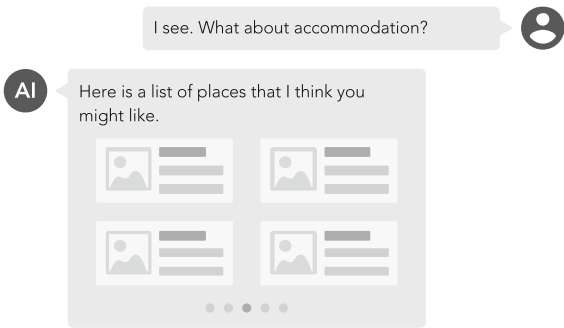 I see. What about accommodation?
AI
Here is a list of places that I think you
might like.